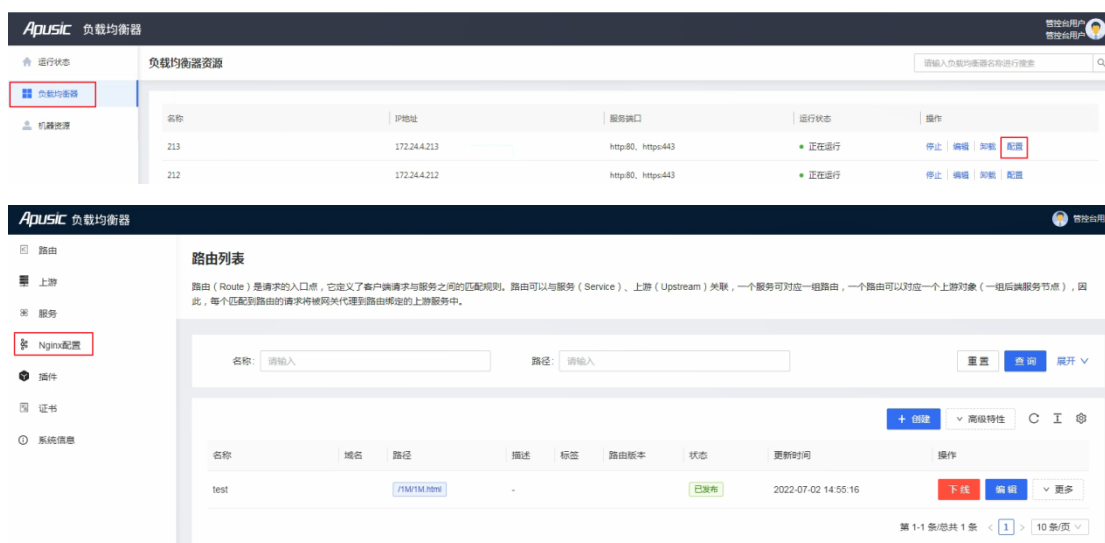 Apusic 负载均衡器
管控台用户
管控台用户
运行状态
负载均衡器
机器资源
负载均衡器资源
请输入负载均衡器名称进行搜索
名称 IP地址 服务端口 运行状态 操作
213 172.24.4.213 http:80、https:443 正在运行 停止 编辑 卸载 配置
212 172.24.4.212 http:80、https:443 正在运行 停止 编辑 卸载 配置
Apusic 负载均衡器
管控台用
路由
上游
服务
Nginx配置
插件
证书
系统信息
路由列表
路由(Route)是请求的入口点,它定义了客户端请求与服务之间的匹配规则。路由可以与服务(Service)、上游(Upstream)关联,一个服务可对应一组路由,一个路由可以对应一个上游对象(一组后端服务节点),因
此,每个匹配到路由的请求将被网关代理到路由绑定的上游服务中。
名称: 请输入 路径: 请输入 重置 查询 展开
+ 创建 高级特性
名称 域名 路径 描述 标签 路由版本 状态 更新时间 操作
test /1M/1M.html - 已发布 2022-07-02 14:55:16 下线 编辑 更多
第 1-1 条/总共 1 条 < 1 > 10 条/页